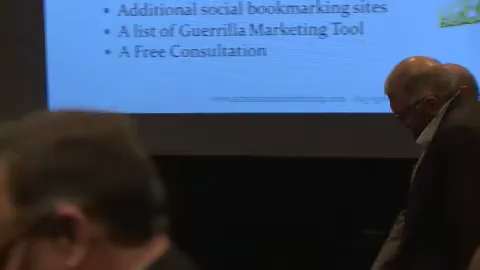 • Additional social bookmarking sites
• A list of Guerrilla Marketing Tool
• A Free Consultation